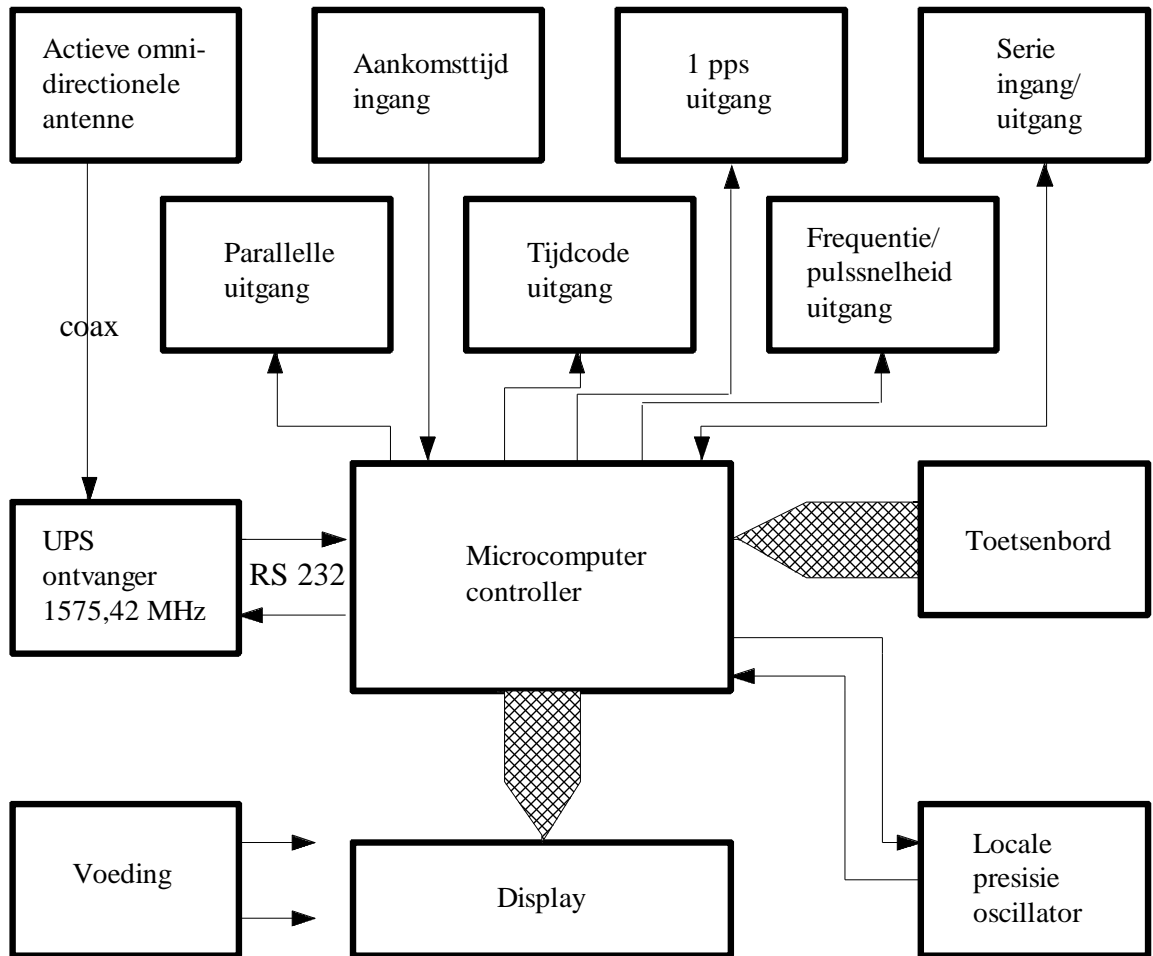 Actieve omni-
directionele
antenne
Aankomsttijd
ingang
1 pps
uitgang
Serie
ingang/
uitgang
Parallelle
uitgang
Tijdcode
uitgang
Frequentie/
pulssnelheid
uitgang
coax
UPS
ontvanger
1575,42 MHz
RS 232
Microcomputer
controller
Toetsenbord
Voeding
Display
Locale
presisie
oscillator